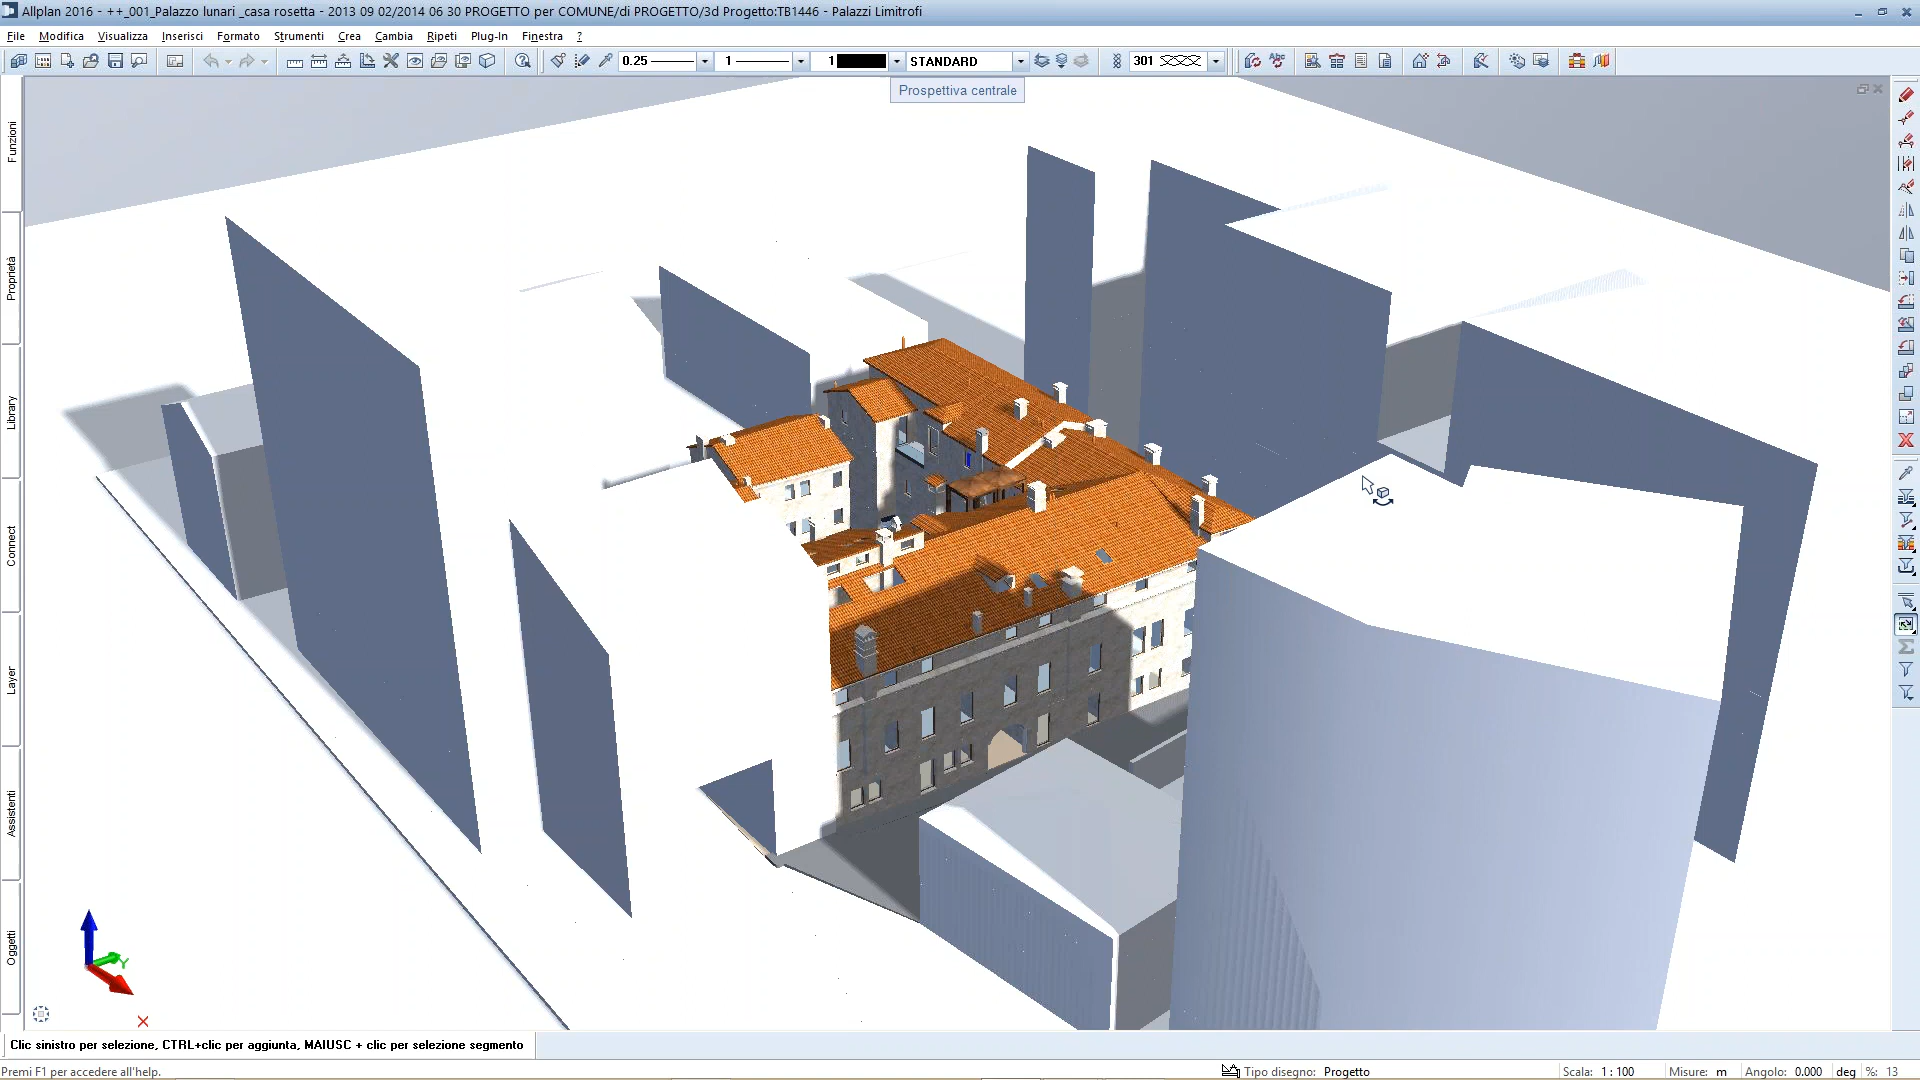 Allplan 2016 - ++_001_Palazzo lunari _casa rosetta - 2013 09 02/2014 06 30 PROGETTO per COMUNE/di PROGETTO/3d Progetto:TB1446 - Palazzi Limitrofi
File Modifica Visualizza Inserisci Formato Strumenti Crea Cambia Ripeti Plug-In Finestra ?
0.25 1 1 STANDARD 301
Prospettiva centrale
Funzioni
Proprietà
Library
Connect
Layer
Assistenti
Oggetti
Y
Clic sinistro per selezione, CTRL+clic per aggiunta, MAIUSC + clic per selezione segmento
Premi F1 per accedere all'help. Tipo disegno: Progetto Scala: 1 : 100 Misure: m Angolo: 0.000 deg %: 13